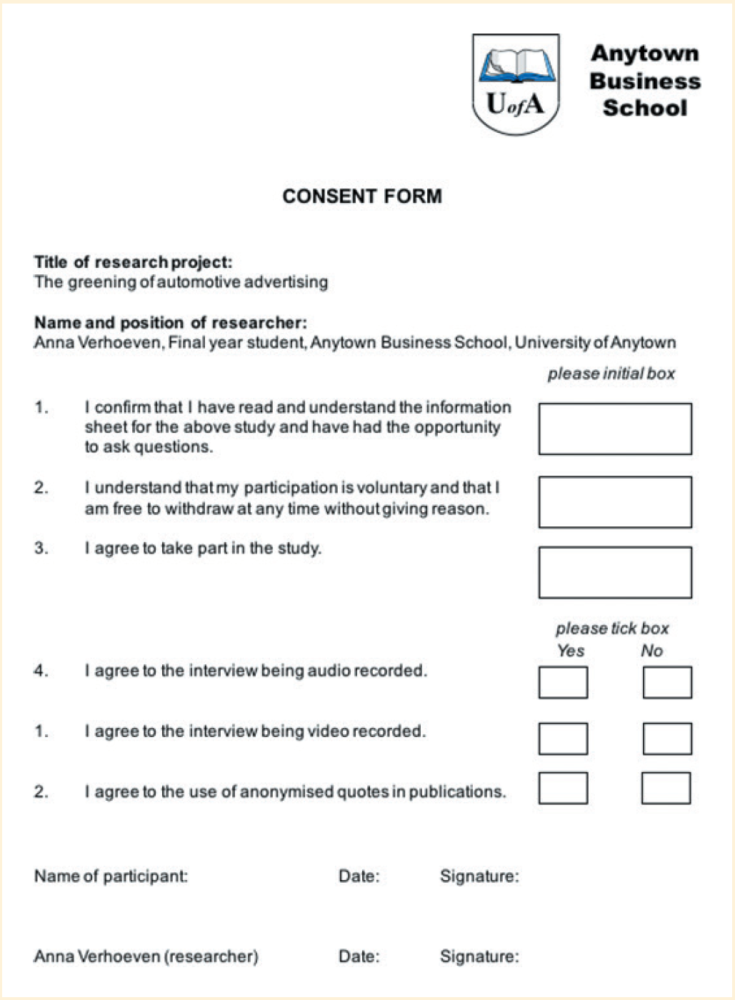 UofA
Anytown
Business
School
CONSENT FORM
Title of research project:
The greening of automotive advertising
Name and position of researcher:
Anna Verhoeven, Final year student, Anytown Business School, University of Anytown
please initial box
1. I confirm that I have read and understand the information
sheet for the above study and have had the opportunity
to ask questions.
2. I understand that my participation is voluntary and that I
am free to withdraw at any time without giving reason.
3. I agree to take part in the study.
please tick box
Yes No
4. I agree to the interview being audio recorded.
1. I agree to the interview being video recorded.
2. I agree to the use of anonymised quotes in publications.
Name of participant: Date: Signature:
Anna Verhoeven (researcher) Date: Signature: